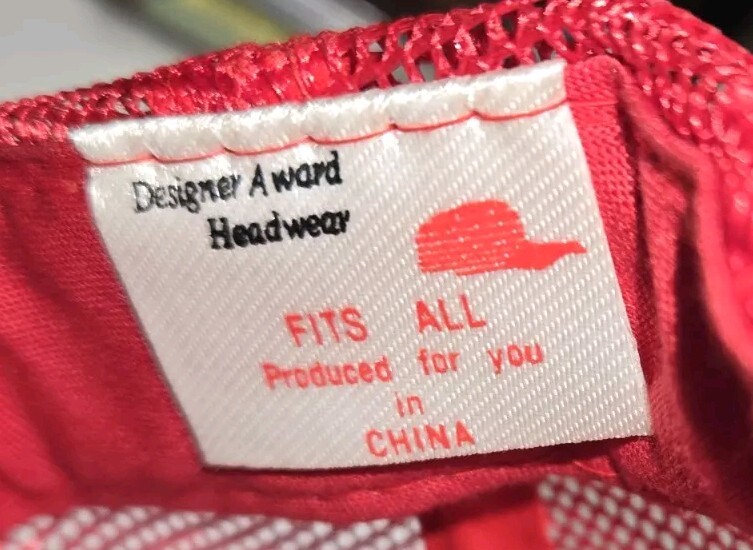 Designer Award
Headwear
FITS ALL
Produced for you
in
CHINA